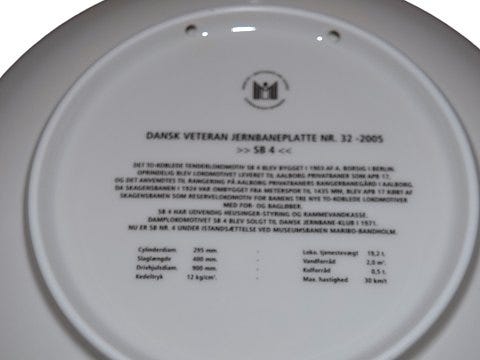 DANSK VETERAN JERNBANEPLATTE NR. 32 -2005
>> SB 4 <<
DET TO-KOBLEDE TENDERLOKOMOTIV SB 4 BLEV BYGGET I 1903 AF A. BORSIG I BERLIN.
OPRINDELIG BLEV LOKOMOTIVET LEVERET TIL AALBORG PRIVATBANER SOM APB 17,
OG DET ANVENDTES TIL RANGERING PÅ AALBORG PRIVATBANERS RANGERBANEGÅRD I AALBORG.
DA SKAGENSBANEN I 1924 VAR OMBYGGET FRA METERSPOR TIL 1435 MM, BLEV APB 17 KØBT AF
SKAGENSBANEN SOM RESERVELOKOMOTIV FOR BANENS TRE NYE TO-KOBLEDE LOKOMOTIVER
MED FOR- OG BAGLØBER.
SB 4 HAR UDVENDIG HEUSINGER-STYRING OG RAMMEVANDKASSE.
DAMPLOKOMOTIVET SB 4 BLEV SOLGT TIL DANSK JERNBANE-KLUB I 1971.
NU ER SB NR. 4 UNDER ISTANDSÆTTELSE VED MUSEUMSBANEN MARIBO-BANDHOLM.
Cylinderdiam. 295 mm. - Loko. tjenestevægt 19,2 t.
Slaglængde 400 mm. - Vandforråd 2,0 m³.
Drivhjulsdiam. 900 mm. - Kulforråd 0,5 t.
Kedeltryk 12 kg/cm². - Max. hastighed 30 km/t